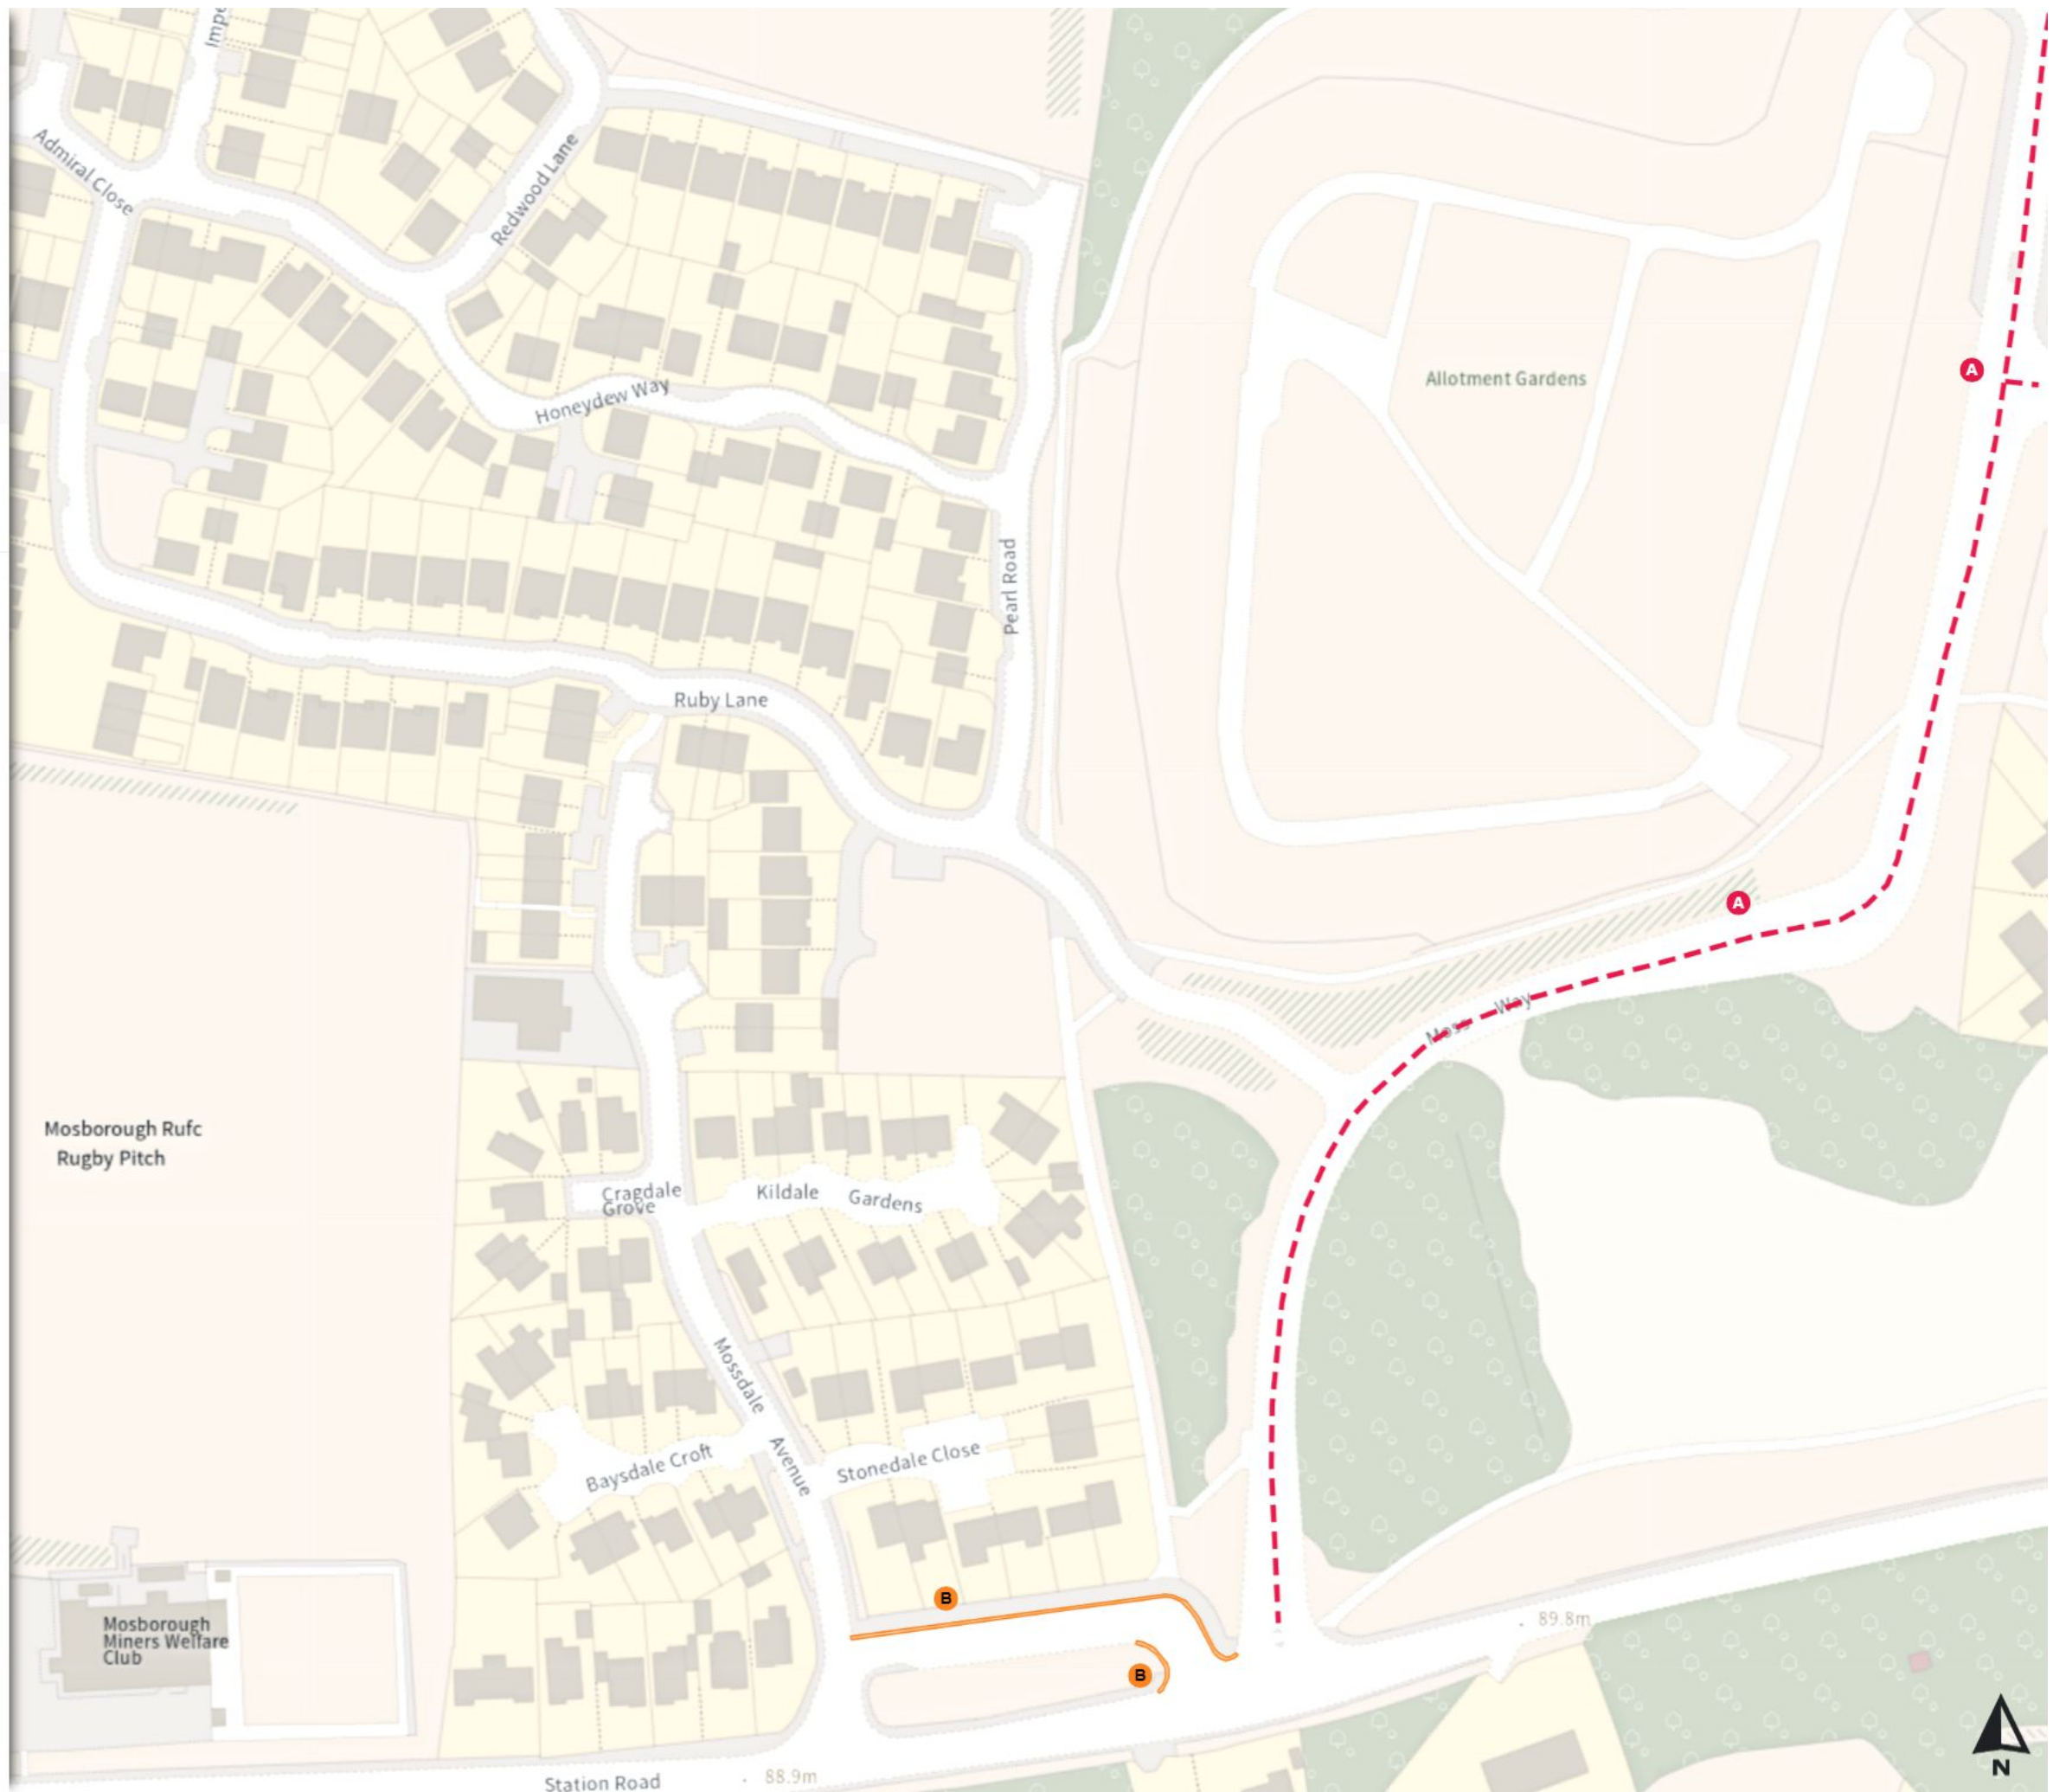 Impe
Admiral Close
Redwood Lane
A
Allotment Gardens
Honeydew Way
Pearl Road
Ruby Lane
A
Moss Way
Mosborough Rufc
Rugby Pitch
Cragdale
Grove
Kildale Gardens
Mossdale Avenue
Baysdale Croft
Stonedale Close
B
89.8m
Mosborough
Miners Welfare
Club
B
N
Station Road
88.9m